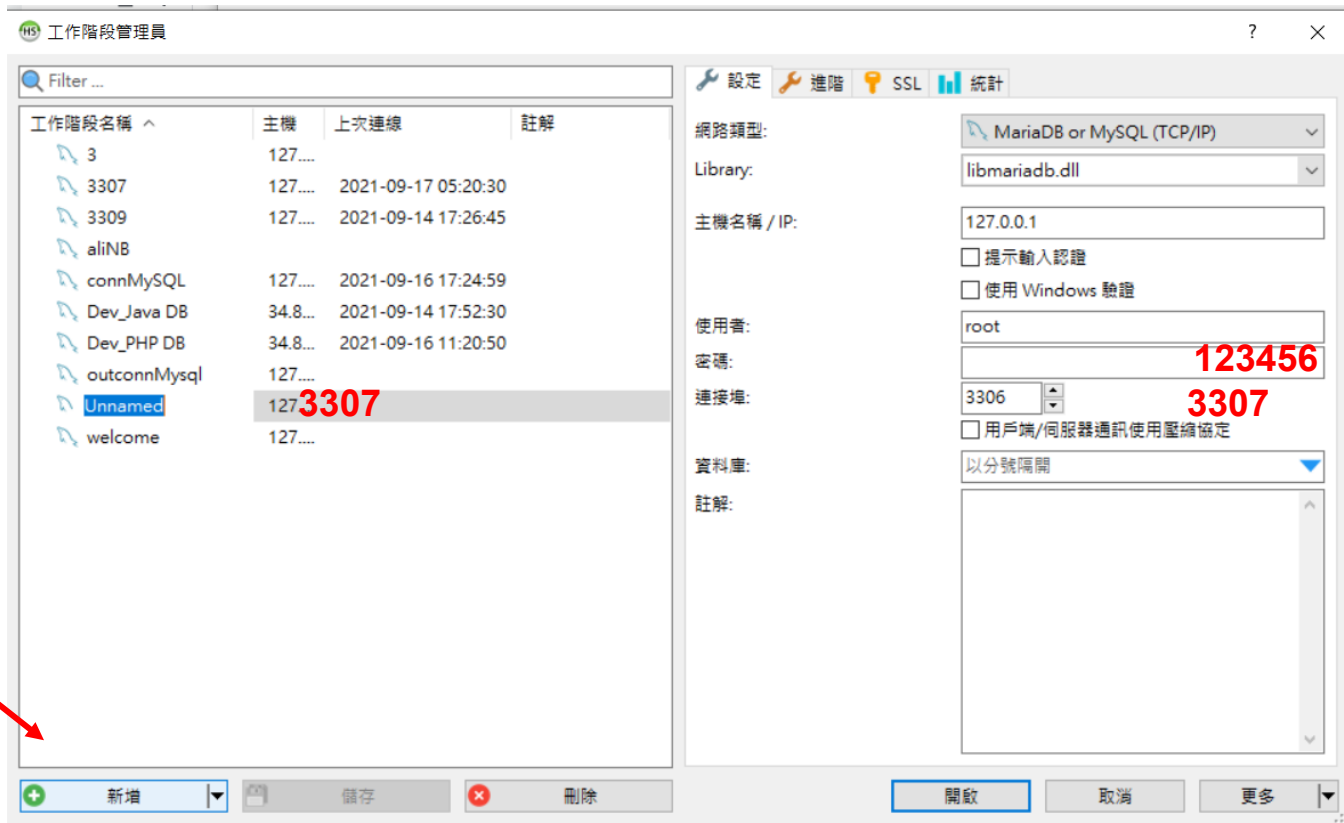 HS 工作階段管理員 ?
Filter ...
工作階段名稱 主機 上次連線 註解
3 127....
3307 127.... 2021-09-17 05:20:30
3309 127.... 2021-09-14 17:26:45
aliNB
connMySQL 127.... 2021-09-16 17:24:59
Dev_Java DB 34.8... 2021-09-14 17:52:30
Dev_PHP DB 34.8... 2021-09-16 11:20:50
outconnMysql 127....
Unnamed 127. 3307
welcome 127....
新增 儲存 刪除
設定 進階 SSL 統計
網路類型: MariaDB or MySQL (TCP/IP)
Library: libmariadb.dll
主機名稱 / IP: 127.0.0.1
提示輸入認證
使用 Windows 驗證
使用者: root
密碼: 123456
連接埠: 3306 3307
用戶端/伺服器通訊使用壓縮協定
資料庫: 以分號隔開
註解:
開啟 取消 更多